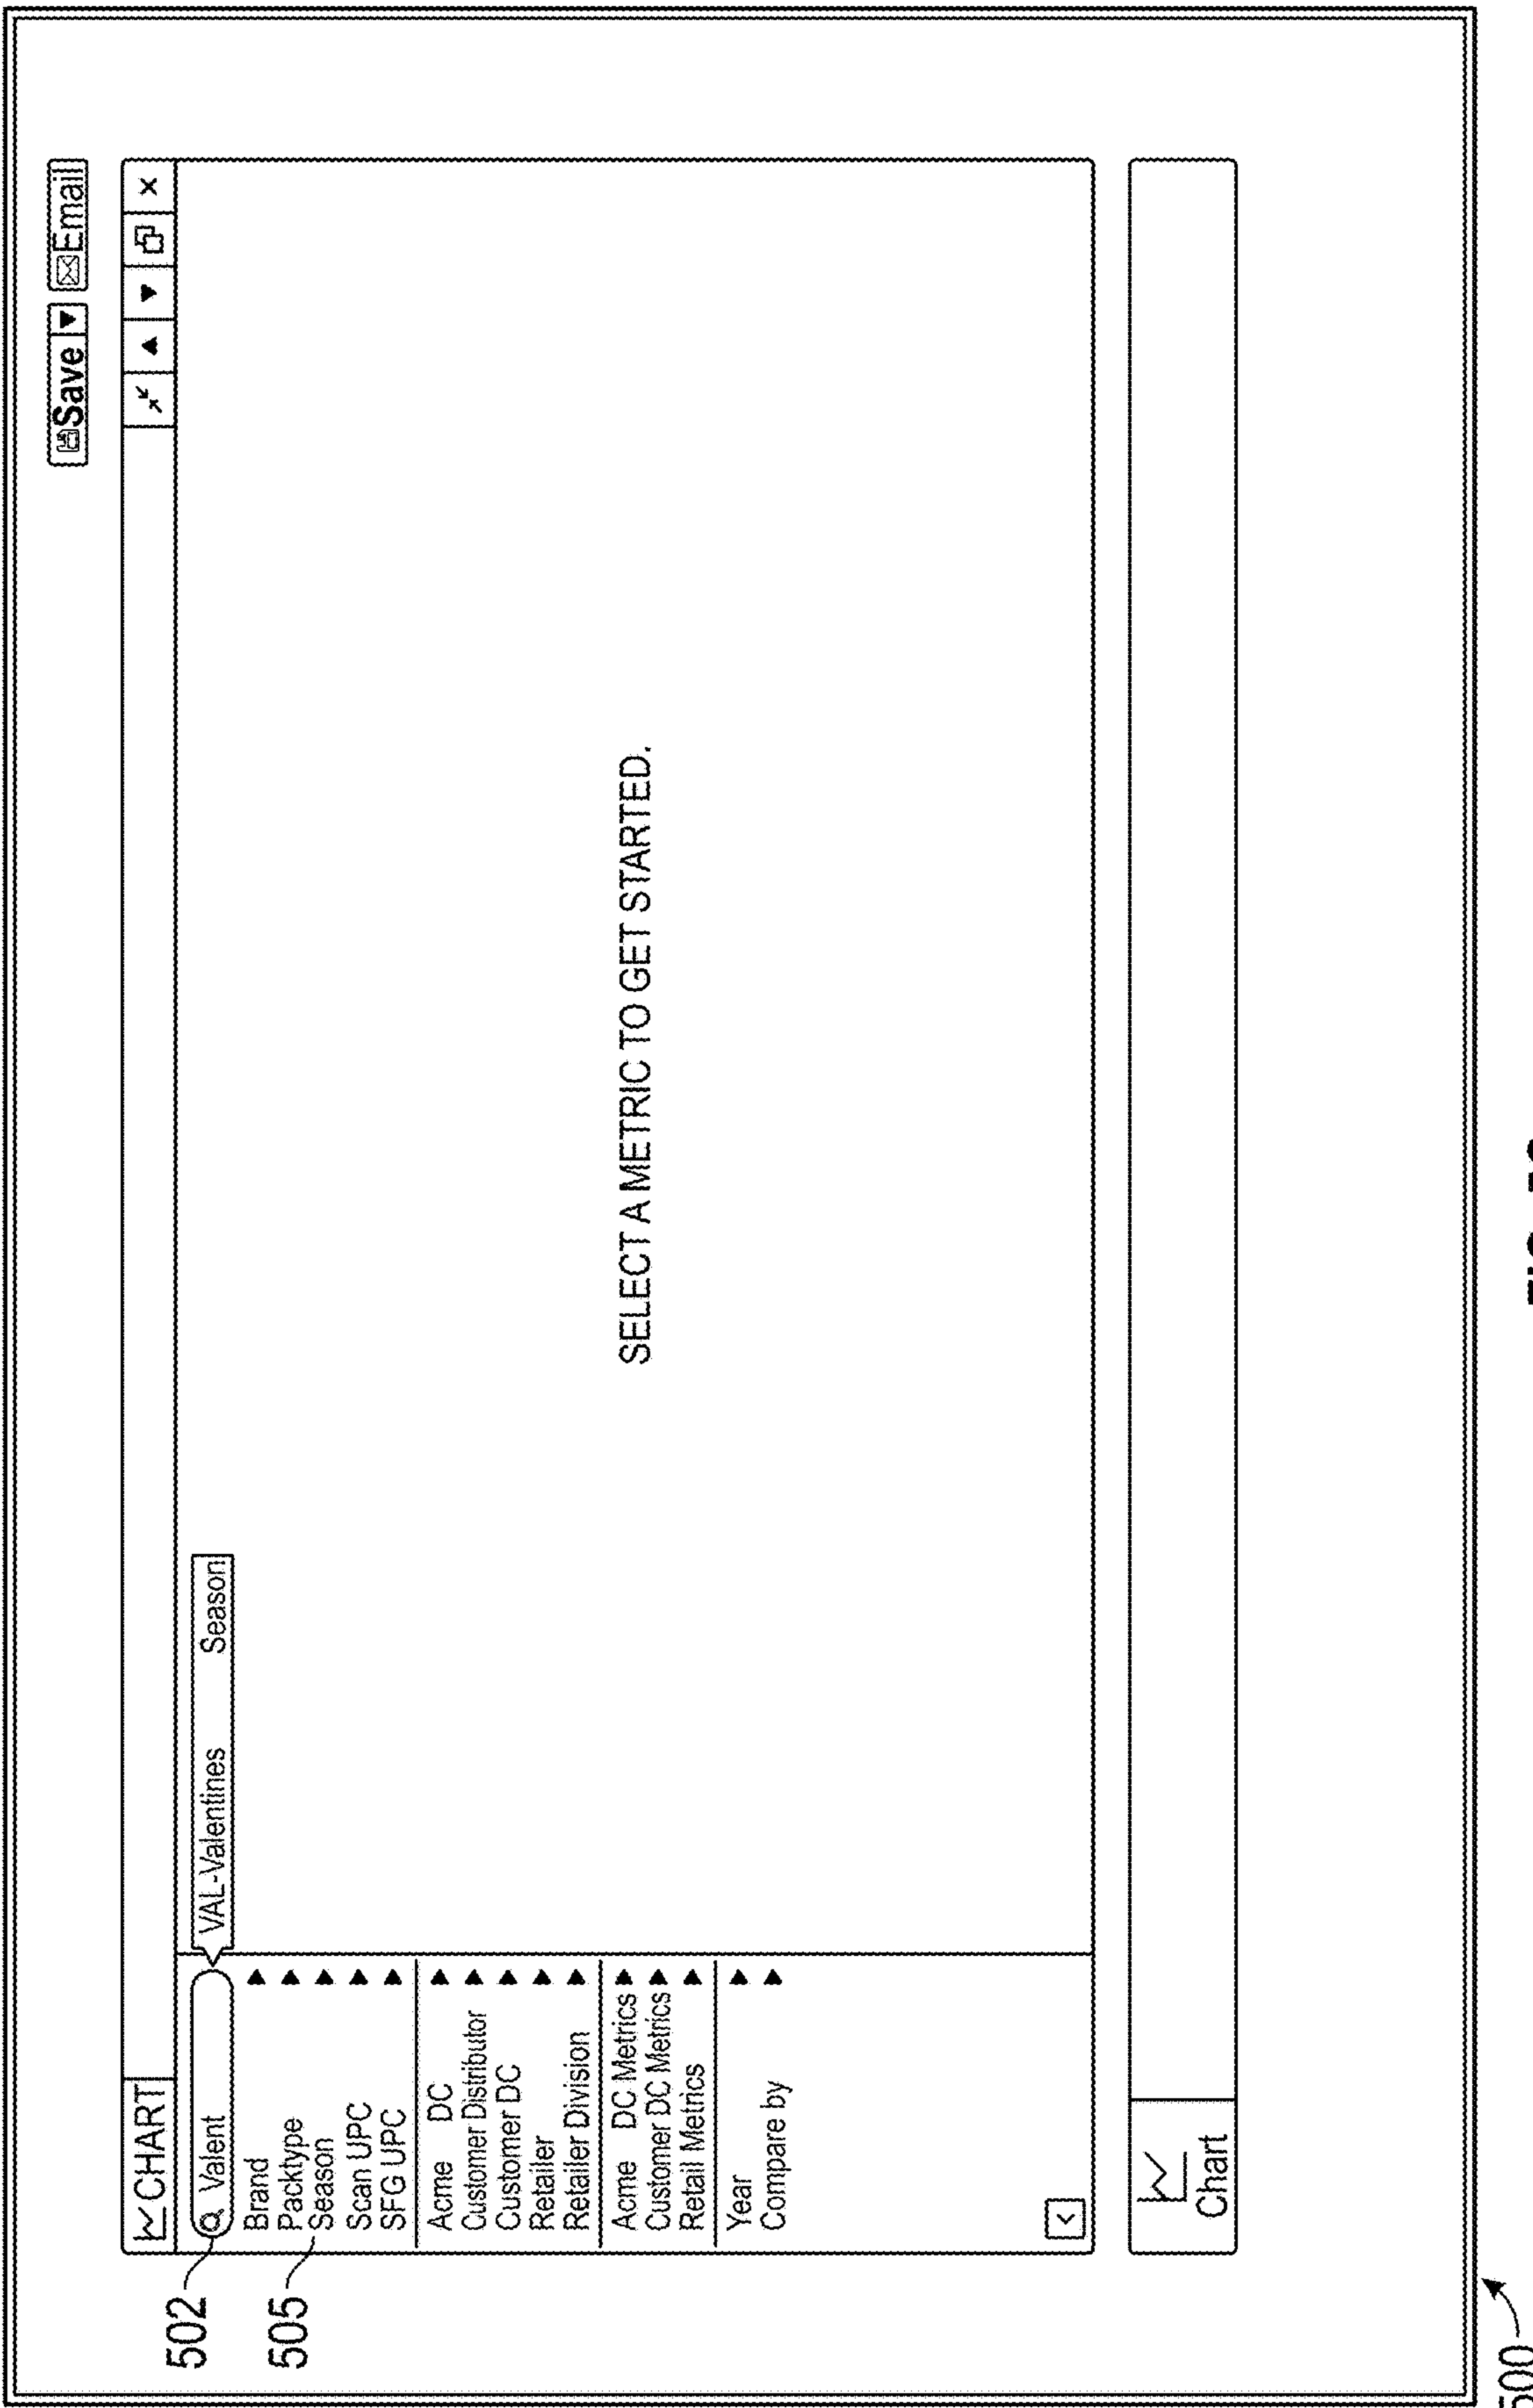 Save Email
CHART
Valent
VAL-Valentines Season
502
Brand
Packtype
Season
505
Scan UPC
SFG UPC
Acme DC
Customer Distributor
Customer DC
Retailer
Retailer Division
Acme DC Metrics
Customer DC Metrics
Retail Metrics
Year
Compare by
SELECT A METRIC TO GET STARTED.
Chart
500